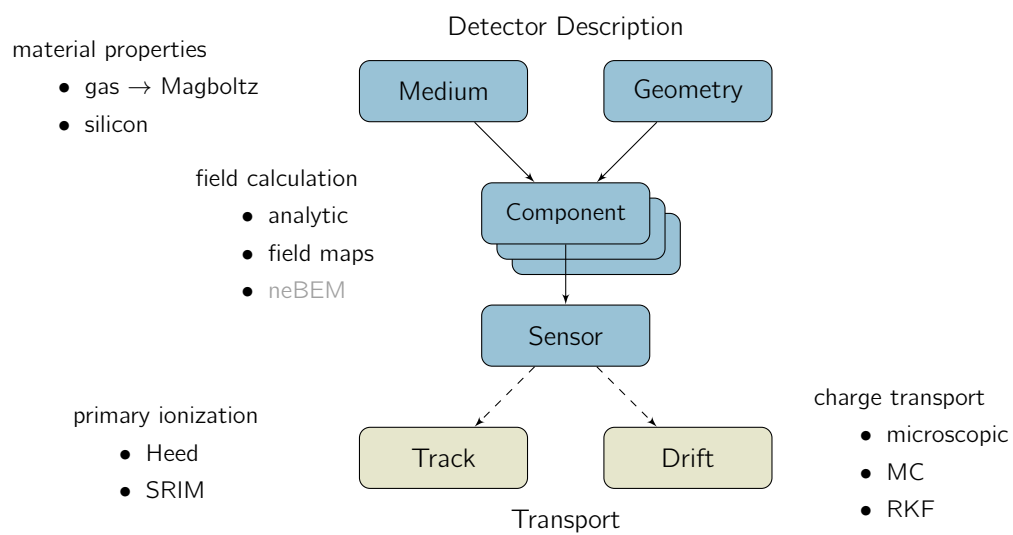 Detector Description
material properties
• gas → Magboltz
• silicon
Medium
Geometry
field calculation
• analytic
• field maps
• neBEM
Component
Sensor
primary ionization
• Heed
• SRIM
Track
Drift
charge transport
• microscopic
• MC
• RKF
Transport